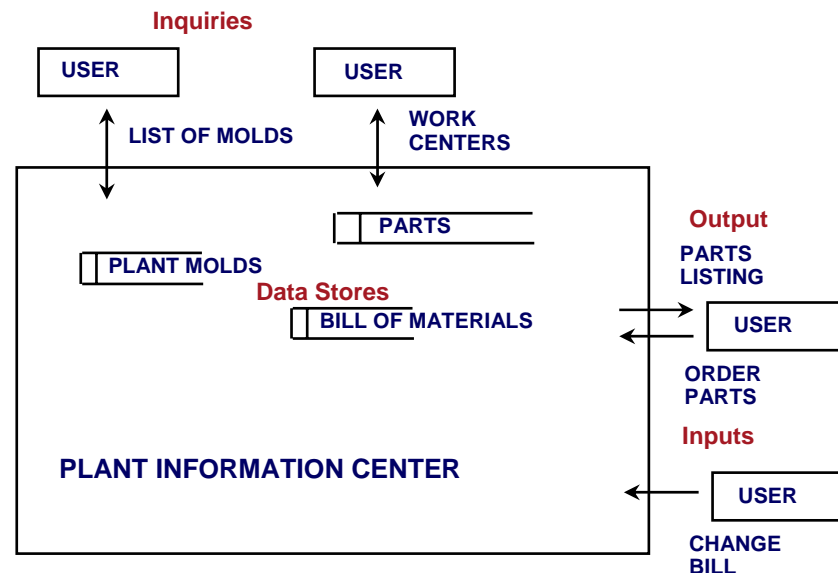 Inquiries
USER
USER
LIST OF MOLDS
WORK
CENTERS
PARTS
PLANT MOLDS
Data Stores
BILL OF MATERIALS
Output
PARTS
LISTING
USER
ORDER
PARTS
Inputs
PLANT INFORMATION CENTER
USER
CHANGE
BILL